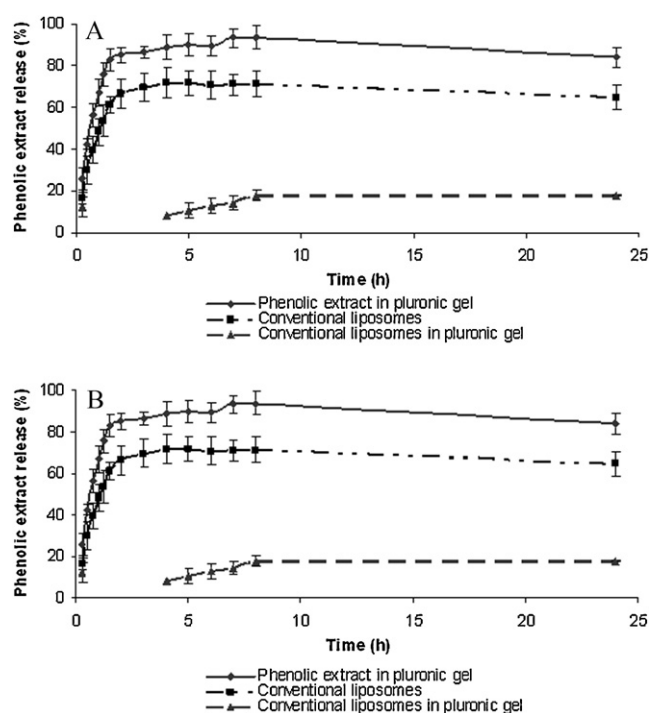 A
Phenolic extract release (%)
100
80
60
40
20
0
0 5 10 15 20 25
Time (h)
Phenolic extract in pluronic gel
Conventional liposomes
Conventional liposomes in pluronic gel
B
Phenolic extract release (%)
100
80
60
40
20
0
0 5 10 15 20 25
Time (h)
Phenolic extract in pluronic gel
Conventional liposomes
Conventional liposomes in pluronic gel